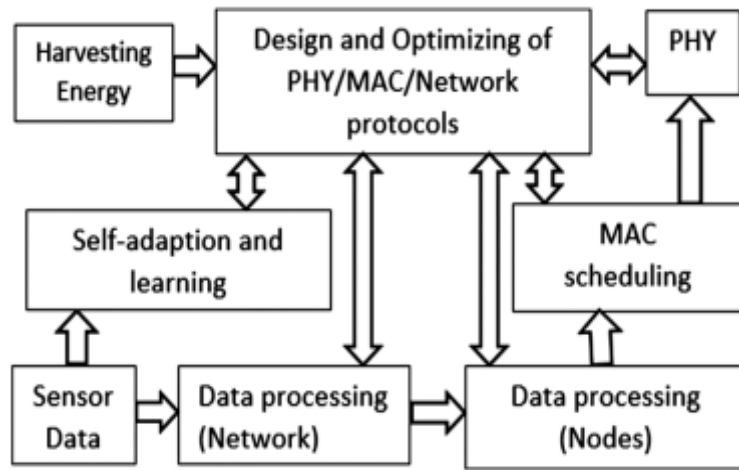 Harvesting
Energy
Design and Optimizing of
PHY/MAC/Network
protocols
PHY
Self-adaption and
learning
MAC
scheduling
Sensor
Data
Data processing
(Network)
Data processing
(Nodes)